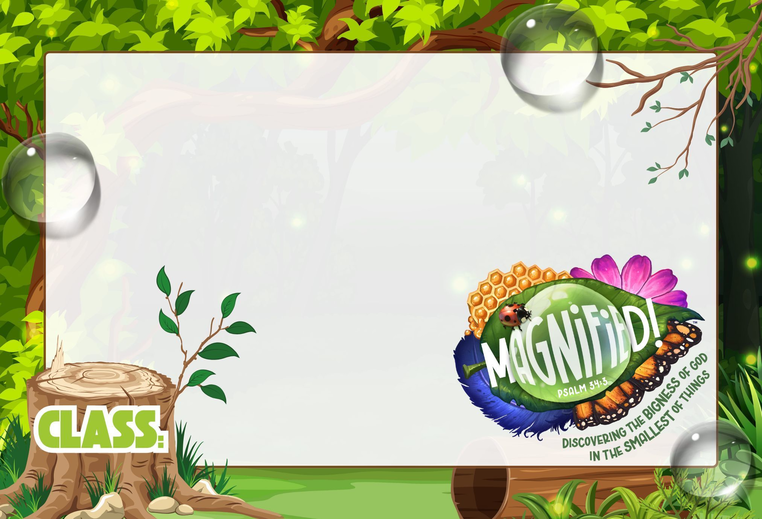 CLASS:
MAGNiFiED!
PSALM 34:3
DISCOVERING THE BIGNESS OF GOD
IN THE SMALLEST OF THINGS